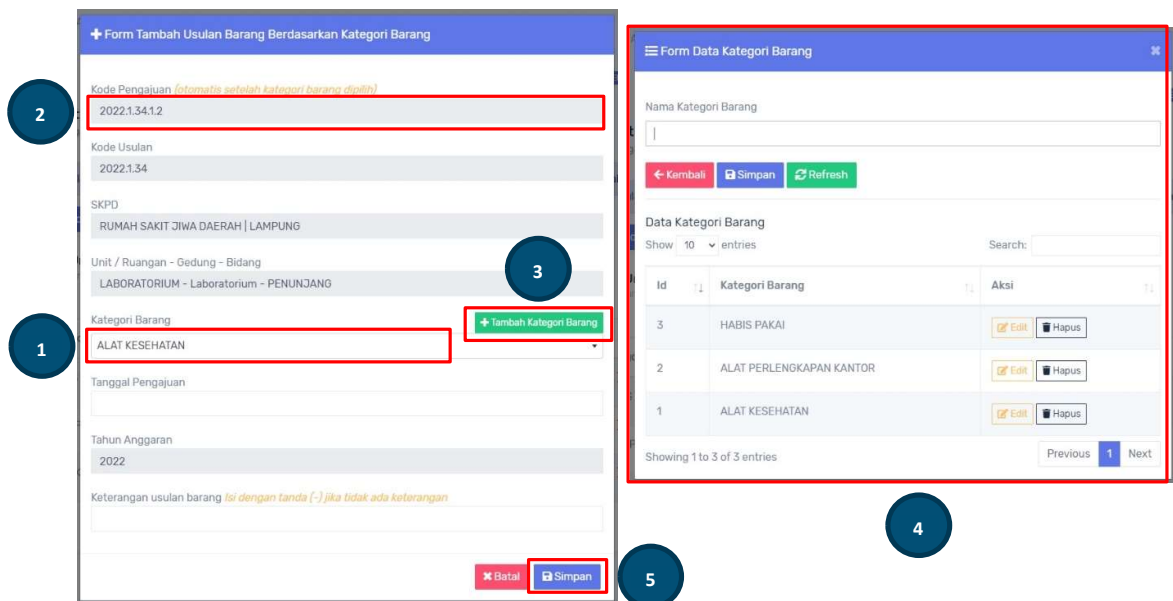 Form Tambah Usulan Barang Berdasarkan Kategori Barang
Kode Pengajuan (otomatis setelah kategori barang dipilih)
2
2022.1.34.1.2
Kode Usulan
2022.1.34
SKPD
RUMAH SAKIT JIWA DAERAH | LAMPUNG
Unit / Ruangan - Gedung - Bidang
3
LABORATORIUM - Laboratorium - PENUNJANG
Kategori Barang
Tambah Kategori Barang
1
ALAT KESEHATAN
Tanggal Pengajuan
Tahun Anggaran
2022
Keterangan usulan barang Isi dengan tanda (-) jika tidak ada keterangan
Batal
Simpan
5
Form Data Kategori Barang
Nama Kategori Barang
Kembali Simpan Refresh
Data Kategori Barang
Show 10 entries Search:
Id Kategori Barang Aksi
3 HABIS PAKAI Edit Hapus
2 ALAT PERLENGKAPAN KANTOR Edit Hapus
1 ALAT KESEHATAN Edit Hapus
Showing 1 to 3 of 3 entries Previous 1 Next
4